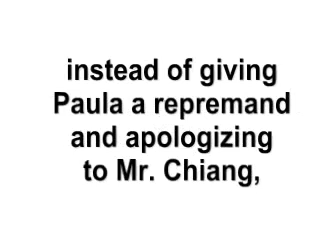 instead of giving
Paula a repremand
and apologizing
to Mr. Chiang,